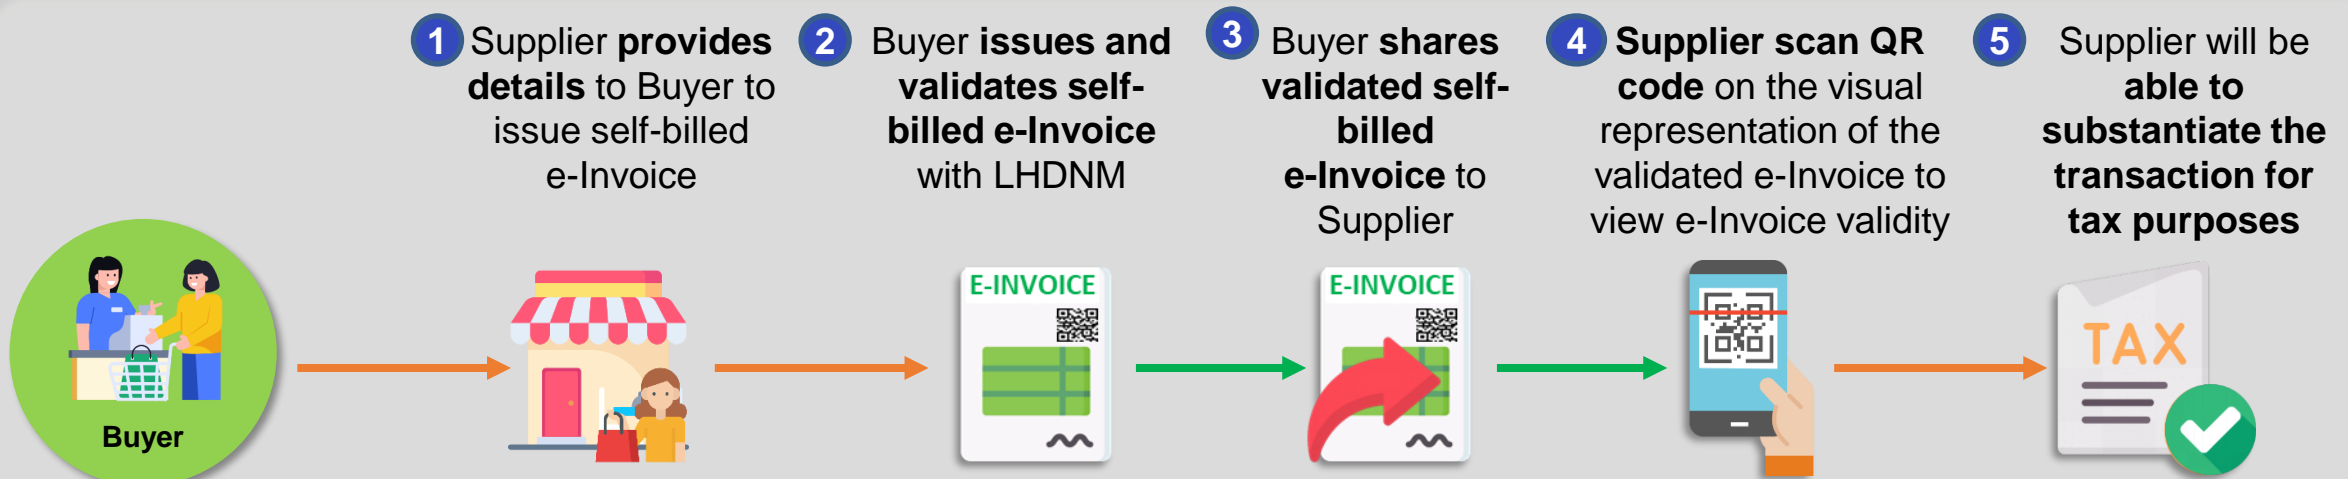 1
Supplier provides
details to Buyer to
issue self-billed
e-Invoice
2
Buyer issues and
validates self-
billed e-Invoice
with LHDNM
3
Buyer shares
validated self-
billed
e-Invoice to
Supplier
4
Supplier scan QR
code on the visual
representation of the
validated e-Invoice to
view e-Invoice validity
5
Supplier will be
able to
substantiate the
transaction for
tax purposes
Buyer
E-INVOICE
E-INVOICE
TAX